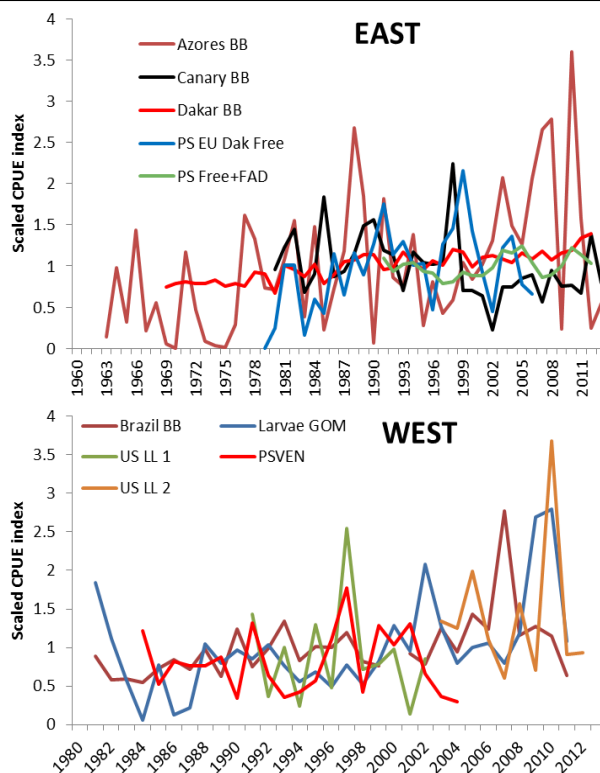 EAST
Azores BB
Canary BB
Dakar BB
PS EU Dak Free
PS Free+FAD
Scaled CPUE index
4
3.5
3
2.5
2
1.5
1
0.5
0
1960 1963 1966 1969 1972 1975 1978 1981 1984 1987 1990 1993 1996 1999 2002 2005 2008 2011
WEST
Brazil BB Larvae GOM
US LL 1 PSVEN
US LL 2
Scaled CPUE index
4
3.5
3
2.5
2
1.5
1
0.5
0
1980 1982 1984 1986 1988 1990 1992 1994 1996 1998 2000 2002 2004 2006 2008 2010 2012